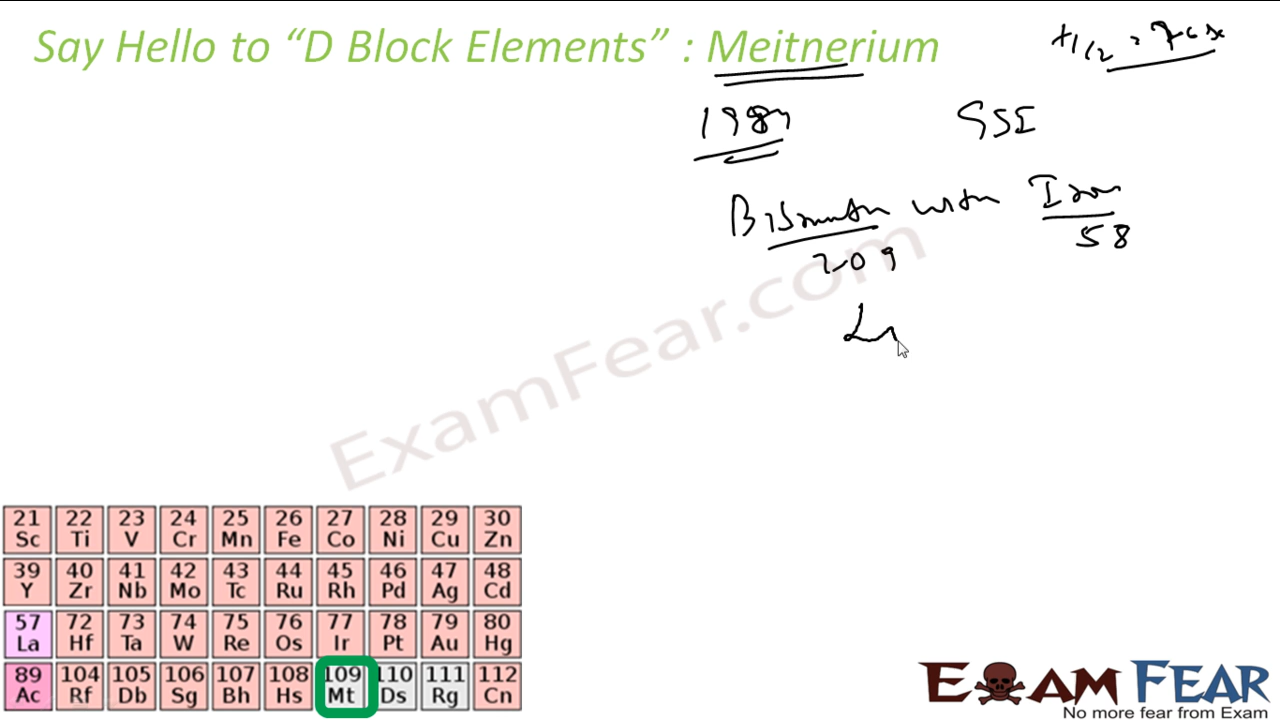 Say Hello to “D Block Elements” : Meitnerium
t1/2
198
GSI
Bismuth with Iron
209 58
ExamFear.com
21 22 23 24 25 26 27 28 29 30
Sc Ti V Cr Mn Fe Co Ni Cu Zn
39 40 41 42 43 44 45 46 47 48
Y Zr Nb Mo Tc Ru Rh Pd Ag Cd
57 72 73 74 75 76 77 78 79 80
La Hf Ta W Re Os Ir Pt Au Hg
89 104 105 106 107 108 109 110 111 112
Ac Rf Db Sg Bh Hs Mt Ds Rg Cn
EXAM FEAR
No more fear from Exam